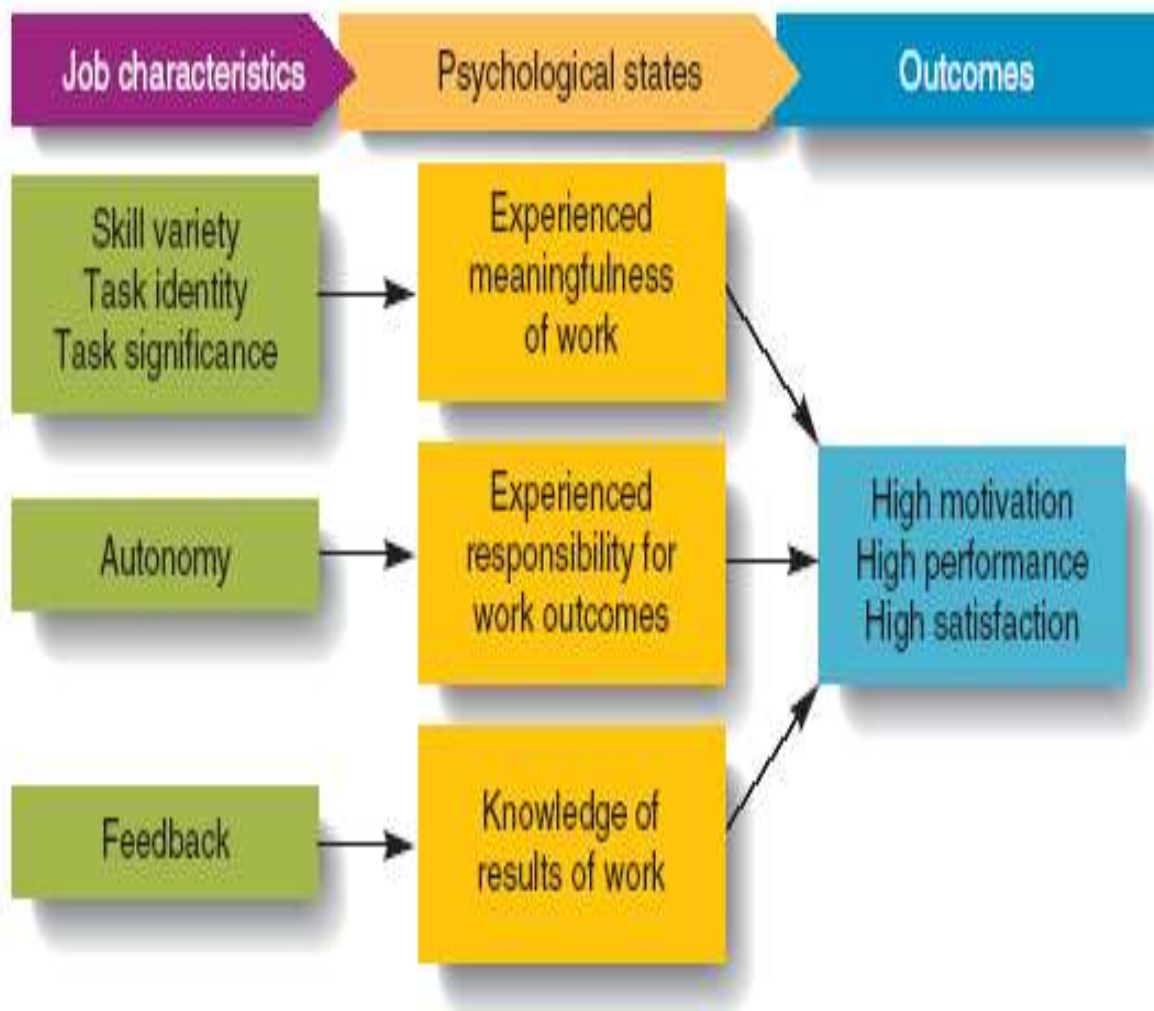 Job characteristics
Psychological states
Outcomes
Skill variety
Task identity
Task significance
Experienced
meaningfulness
of work
Autonomy
Experienced
responsibility for
work outcomes
High motivation
High performance
High satisfaction
Feedback
Knowledge of
results of work